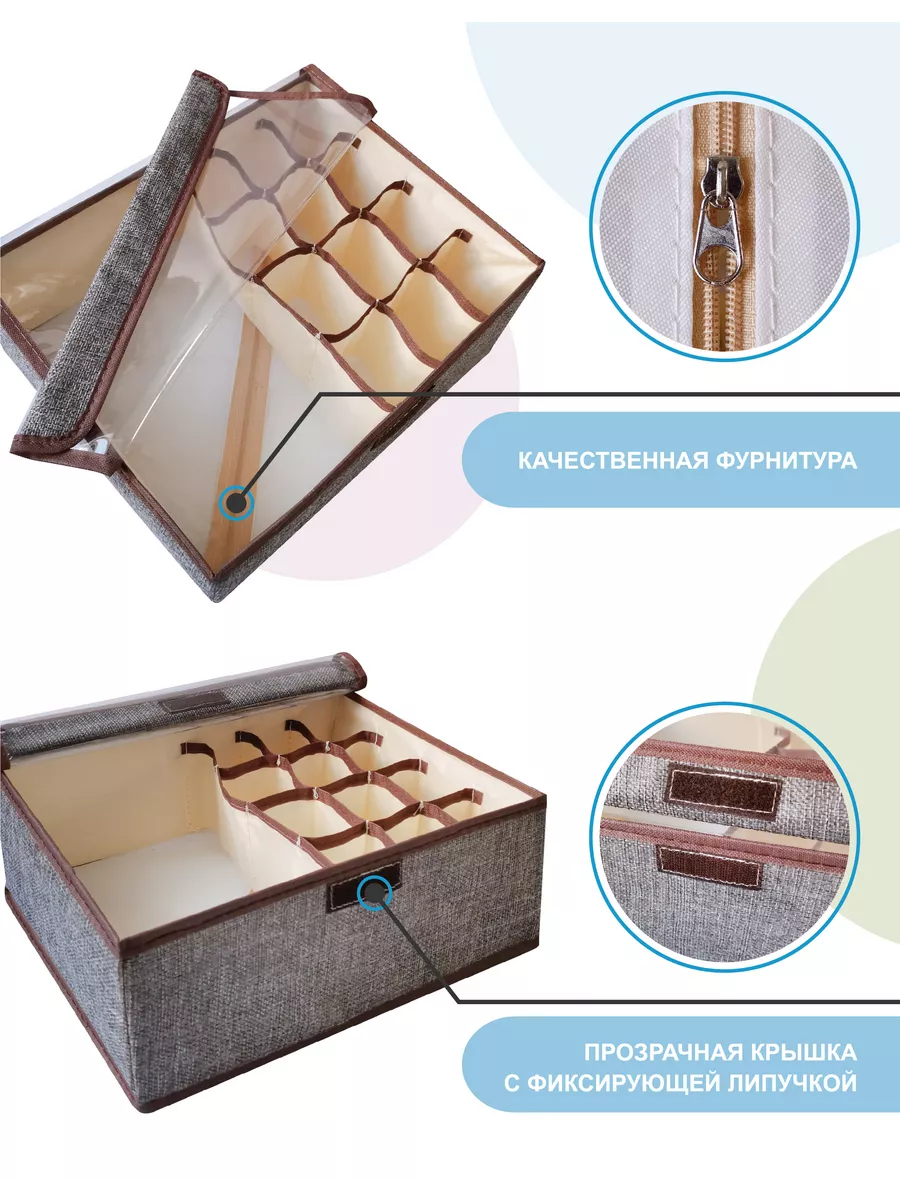 КАЧЕСТВЕННАЯ ФУРНИТУРА
ПРОЗРАЧНАЯ КРЫШКА
С ФИКСИРУЮЩЕЙ ЛИПУЧКОЙ